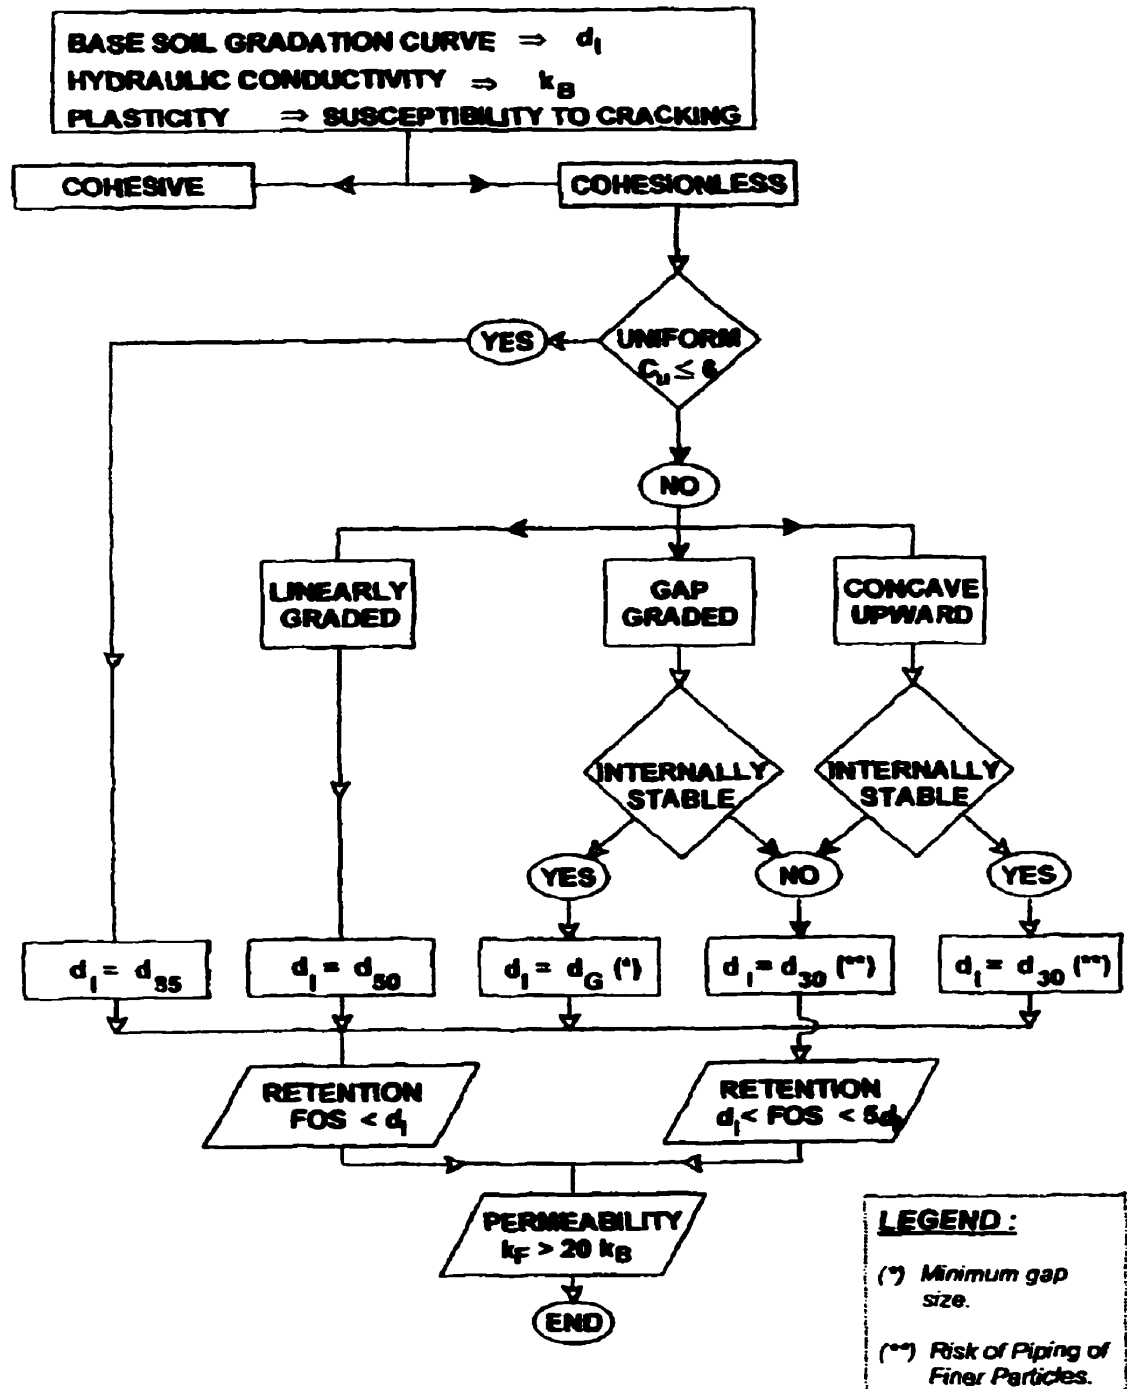 BASE SOIL GRADATION CURVE ⇒ d_I
HYDRAULIC CONDUCTIVITY ⇒ k_B
PLASTICITY ⇒ SUSCEPTIBILITY TO CRACKING
COHESIVE
COHESIONLESS
YES
UNIFORM
C_u ≤ 6
NO
LINEARLY
GRADED
GAP
GRADED
CONCAVE
UPWARD
INTERNALLY
STABLE
INTERNALLY
STABLE
YES
NO
YES
d_I = d_85
d_I = d_50
d_I = d_G (*)
d_I = d_30 (**)
d_I = d_30 (**)
RETENTION
FOS < d_I
RETENTION
d_I < FOS < 5d_I
PERMEABILITY
k_F > 20 k_B
END
LEGEND :
(*) Minimum gap
size.
(**) Risk of Piping of
Finer Particles.